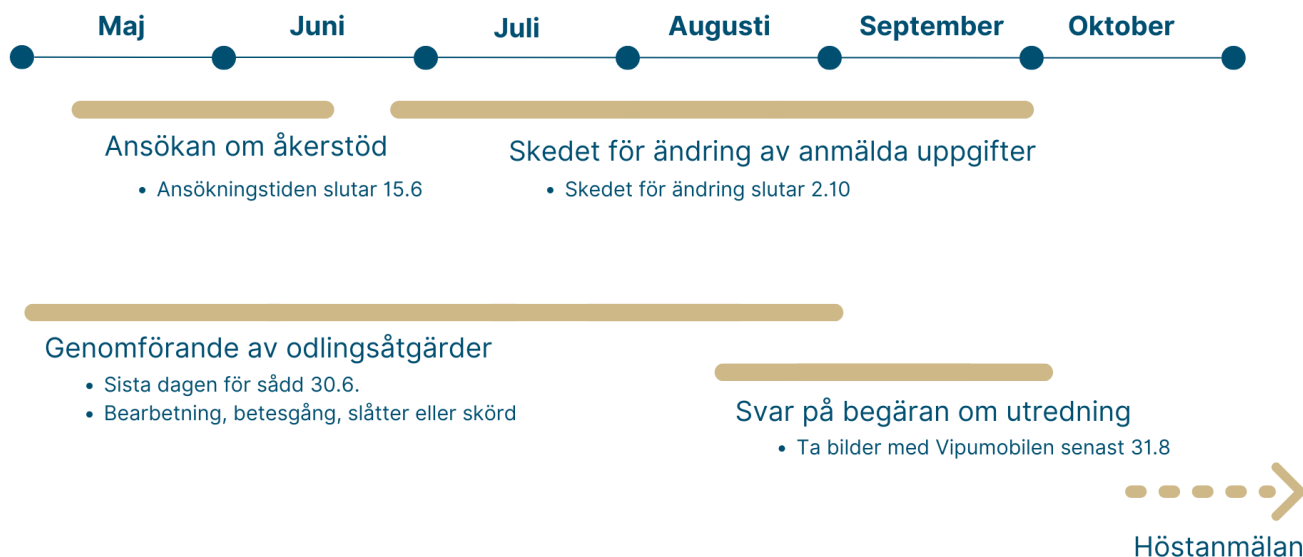 Maj Juni Juli Augusti September Oktober
Ansökan om åkerstöd
• Ansökningstiden slutar 15.6
Skedet för ändring av anmälda uppgifter
• Skedet för ändring slutar 2.10
Genomförande av odlingsåtgärder
• Sista dagen för sådd 30.6.
• Bearbetning, betesgång, slåtter eller skörd
Svar på begäran om utredning
• Ta bilder med Vipumobilen senast 31.8
Höstanmälan